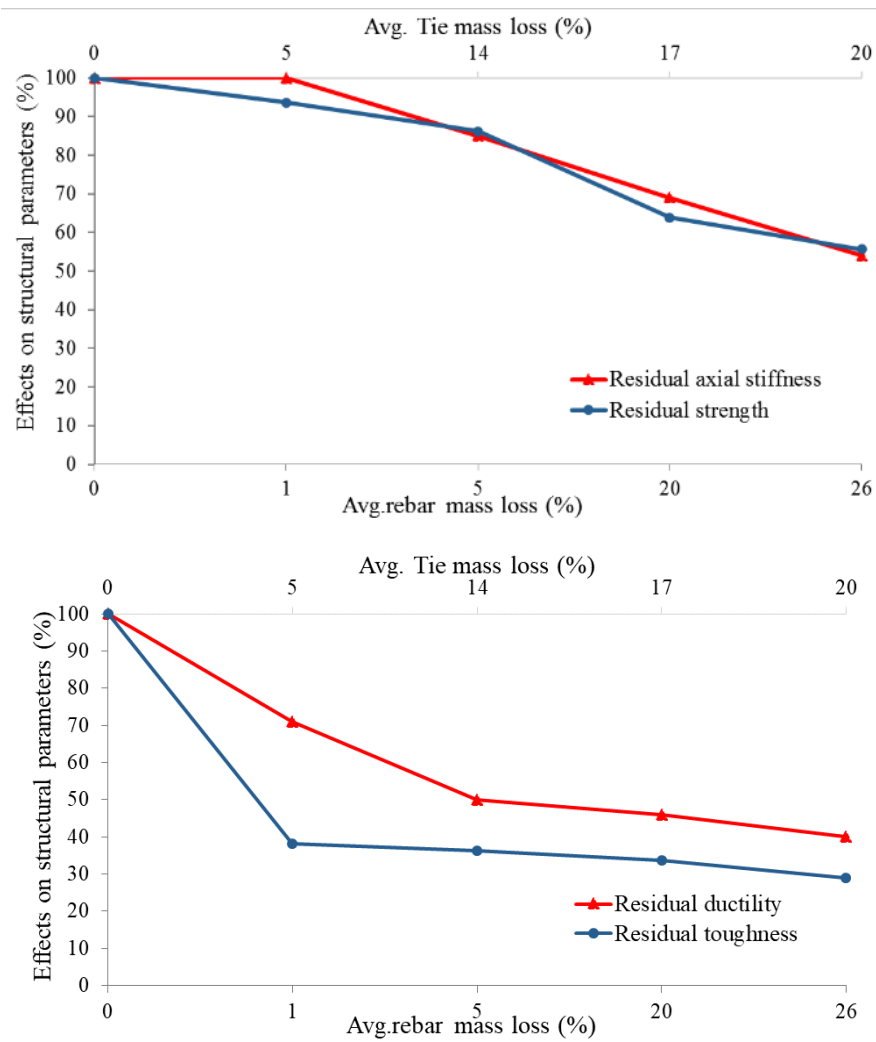 Avg. Tie mass loss (%)
0 5 14 17 20
Effects on structural parameters (%)
100
90
80
70
60
50
40
30
20
10
0
Residual axial stiffness
Residual strength
0 1 5 20 26
Avg.rebar mass loss (%)
Avg. Tie mass loss (%)
0 5 14 17 20
Effects on structural parameters (%)
100
90
80
70
60
50
40
30
20
10
0
Residual ductility
Residual toughness
0 1 5 20 26
Avg.rebar mass loss (%)